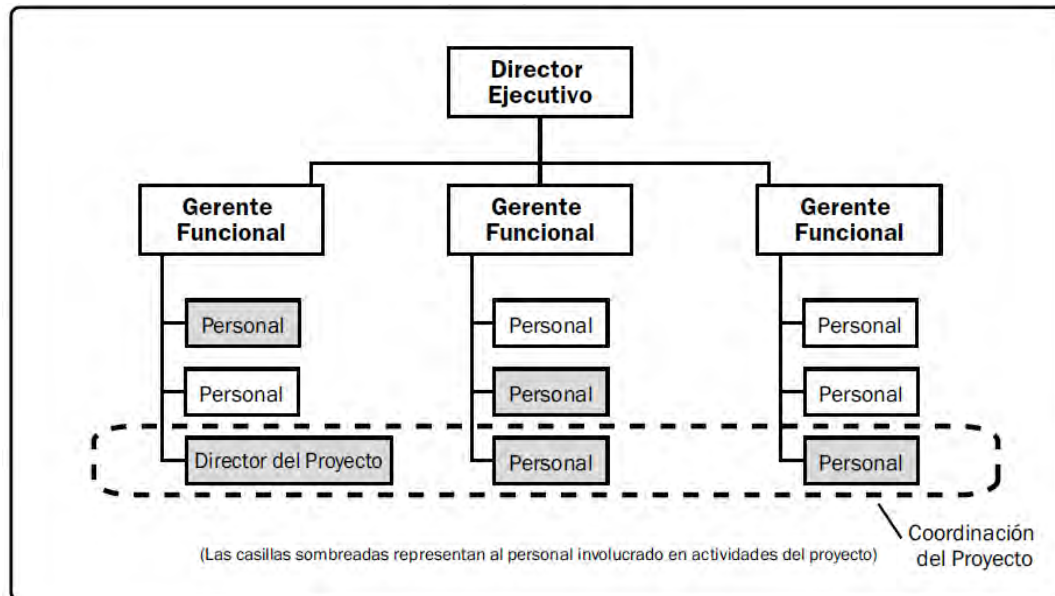 Director
Ejecutivo
Gerente
Funcional
Gerente
Funcional
Gerente
Funcional
Personal
Personal
Personal
Personal
Personal
Personal
Director del Proyecto
Personal
Personal
(Las casillas sombreadas representan al personal involucrado en actividades del proyecto)
Coordinación
del Proyecto